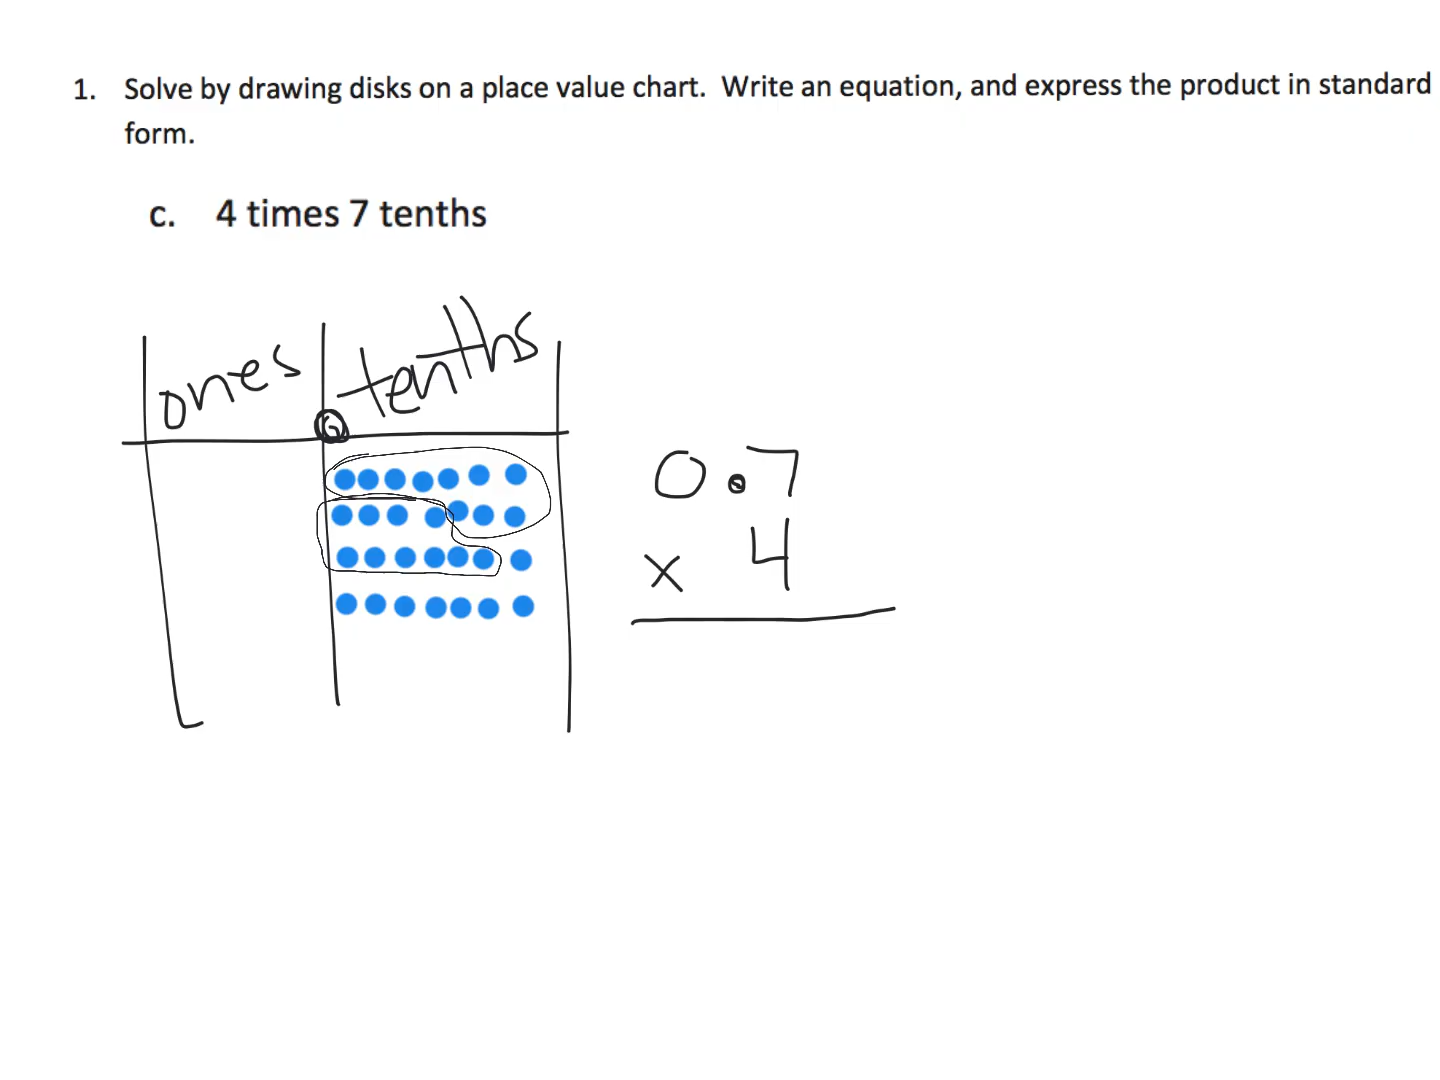 1. Solve by drawing disks on a place value chart. Write an equation, and express the product in standard
form.
c. 4 times 7 tenths
ones tenths
0.7
x 4